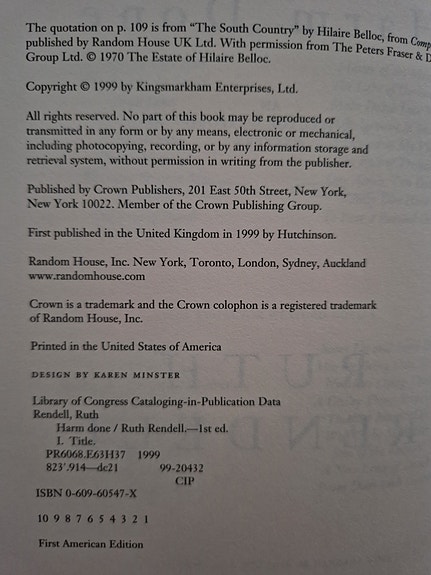 The quotation on p. 109 is from “The South Country” by Hilaire Belloc, from Comp
published by Random House UK Ltd. With permission from The Peters Fraser & D
Group Ltd. © 1970 The Estate of Hilaire Belloc.
Copyright © 1999 by Kingsmarkham Enterprises, Ltd.
All rights reserved. No part of this book may be reproduced or
transmitted in any form or by any means, electronic or mechanical,
including photocopying, recording, or by any information storage and
retrieval system, without permission in writing from the publisher.
Published by Crown Publishers, 201 East 50th Street, New York,
New York 10022. Member of the Crown Publishing Group.
First published in the United Kingdom in 1999 by Hutchinson.
Random House, Inc. New York, Toronto, London, Sydney, Auckland
www.randomhouse.com
Crown is a trademark and the Crown colophon is a registered trademark
of Random House, Inc.
Printed in the United States of America
DESIGN BY KAREN MINSTER
Library of Congress Cataloging-in-Publication Data
Rendell, Ruth
Harm done / Ruth Rendell.—1st ed.
I. Title.
PR6068.E63H37 1999
823'.914—dc21 99-20432
CIP
ISBN 0-609-60547-X
10 9 8 7 6 5 4 3 2 1
First American Edition